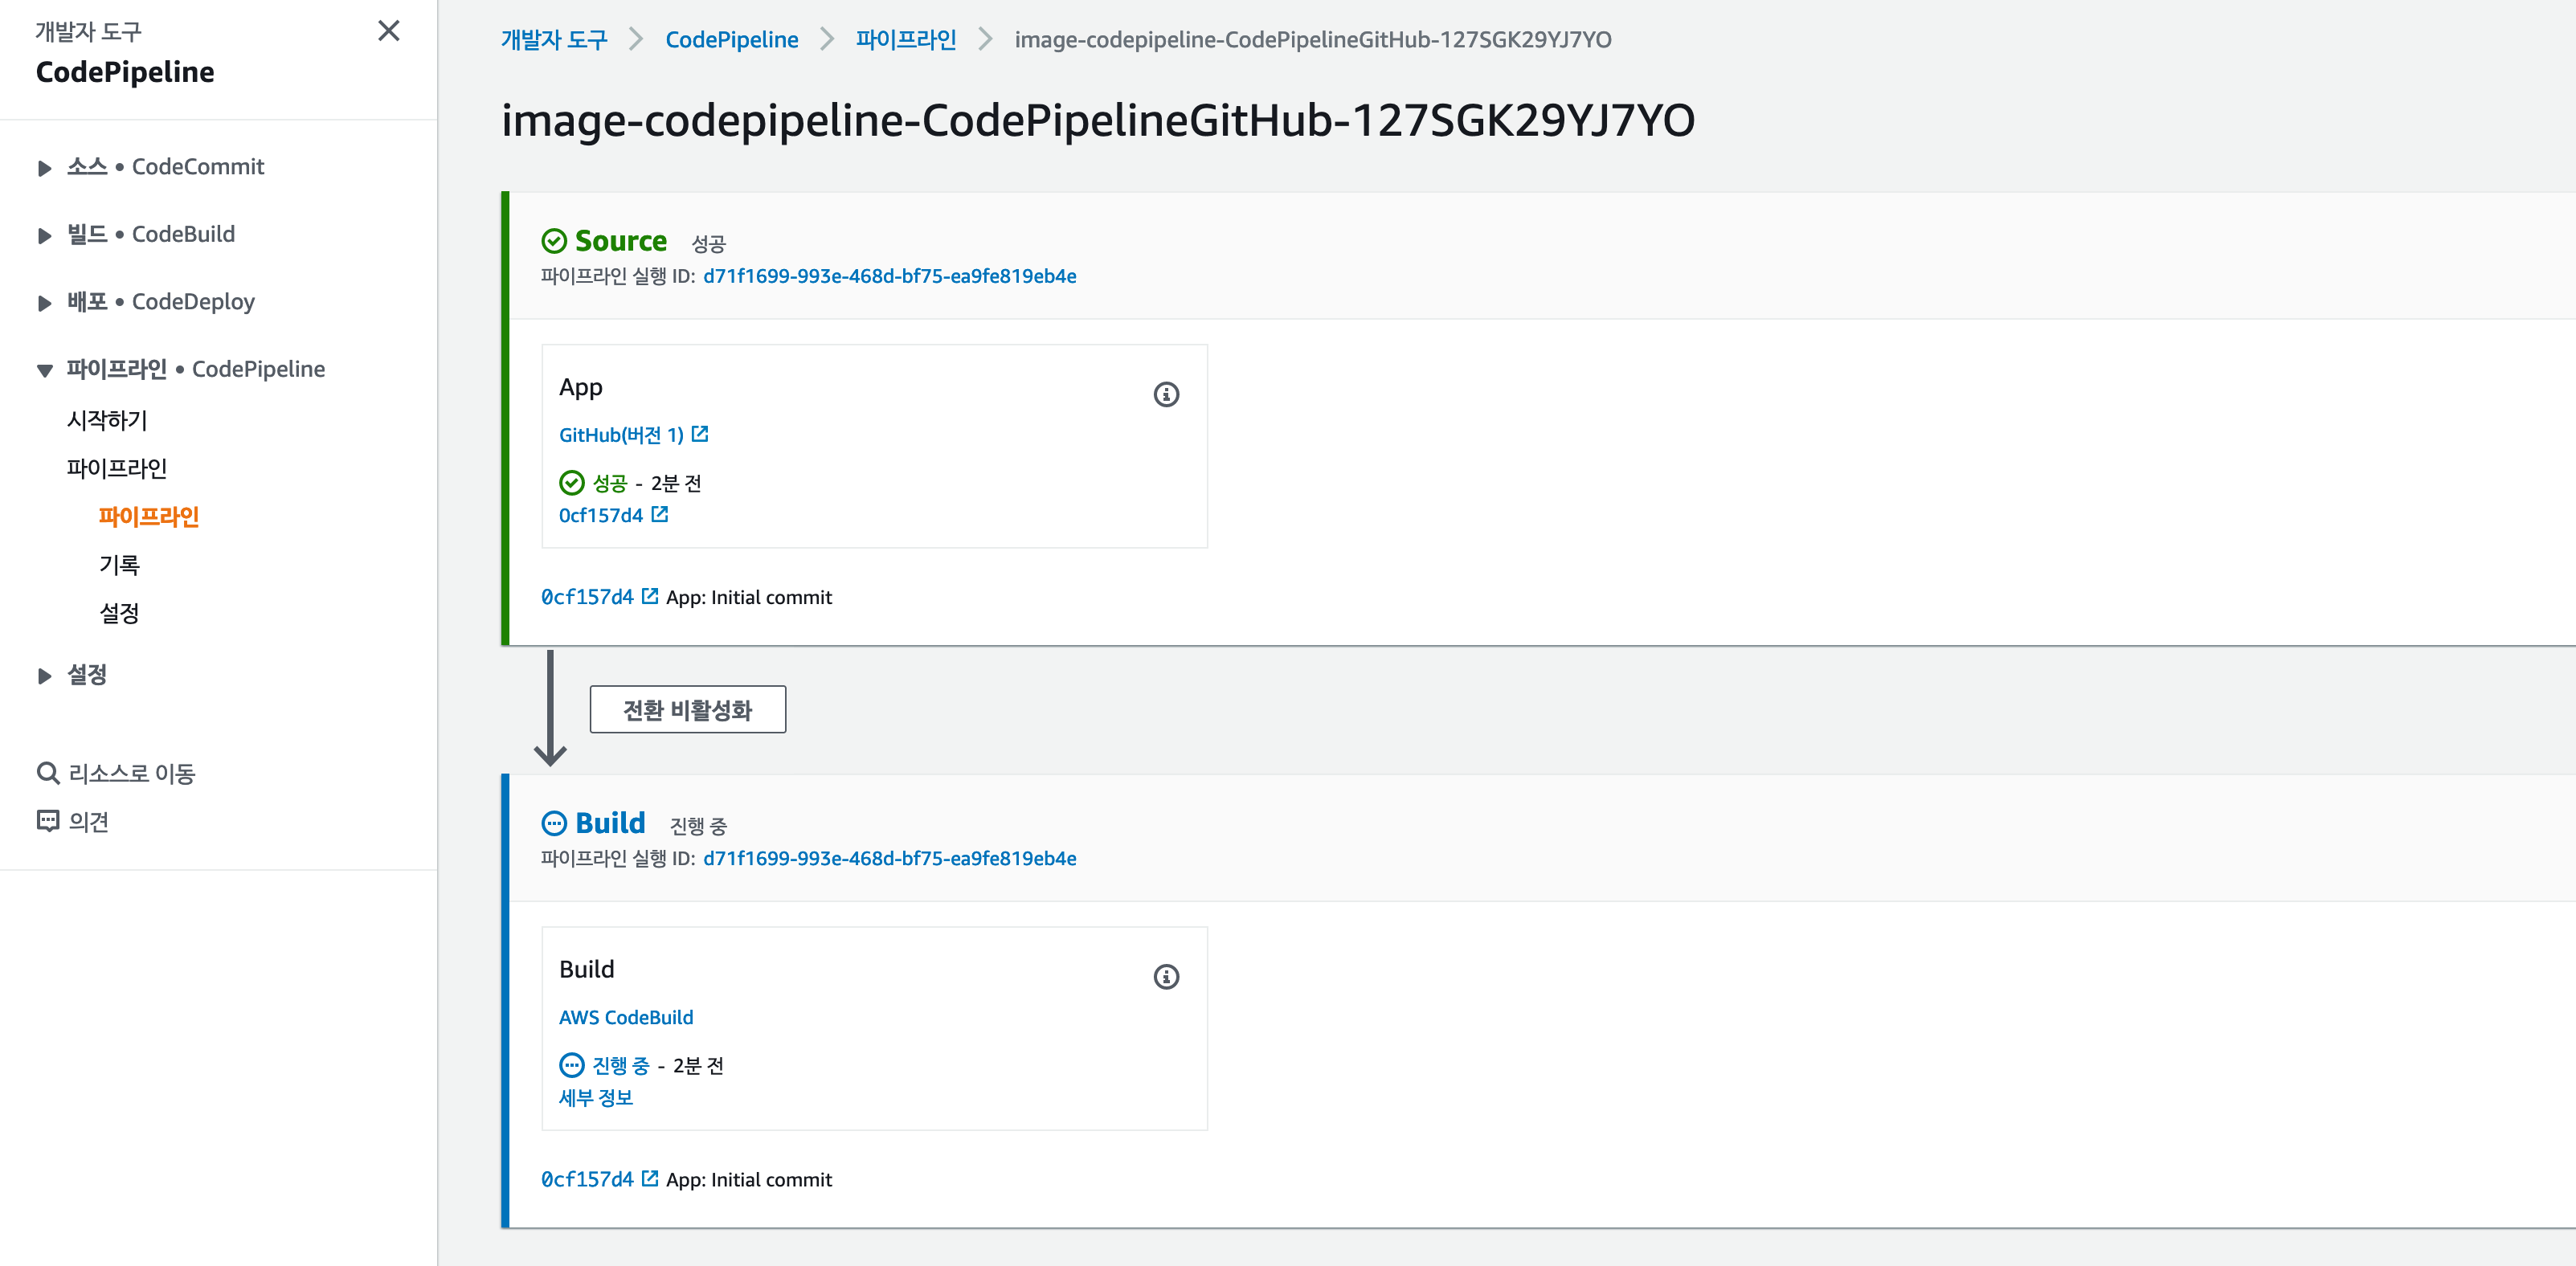 개발자 도구
CodePipeline
소스 • CodeCommit
빌드 • CodeBuild
배포 • CodeDeploy
파이프라인 • CodePipeline
시작하기
파이프라인
파이프라인
기록
설정
설정
리소스로 이동
의견
개발자 도구 > CodePipeline > 파이프라인 > image-codepipeline-CodePipelineGitHub-127SGK29YJ7YO
image-codepipeline-CodePipelineGitHub-127SGK29YJ7YO
Source 성공
파이프라인 실행 ID: d71f1699-993e-468d-bf75-ea9fe819eb4e
App
GitHub(버전 1)
성공 - 2분 전
0cf157d4
0cf157d4 App: Initial commit
전환 비활성화
Build 진행 중
파이프라인 실행 ID: d71f1699-993e-468d-bf75-ea9fe819eb4e
Build
AWS CodeBuild
진행 중 - 2분 전
세부 정보
0cf157d4 App: Initial commit